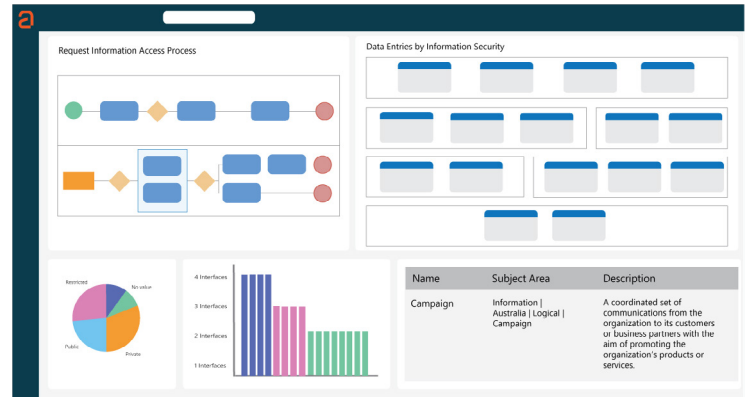 Request Information Access Process
Data Entries by Information Security
Restricted
No value
Public
Private
4 Interfaces
3 Interfaces
2 Interfaces
1 Interfaces
Name
Subject Area
Description
Campaign
Information |
Australia | Logical |
Campaign
A coordinated set of
communications from the
organization to its customers
or business partners with the
aim of promoting the
organization's products or
services.